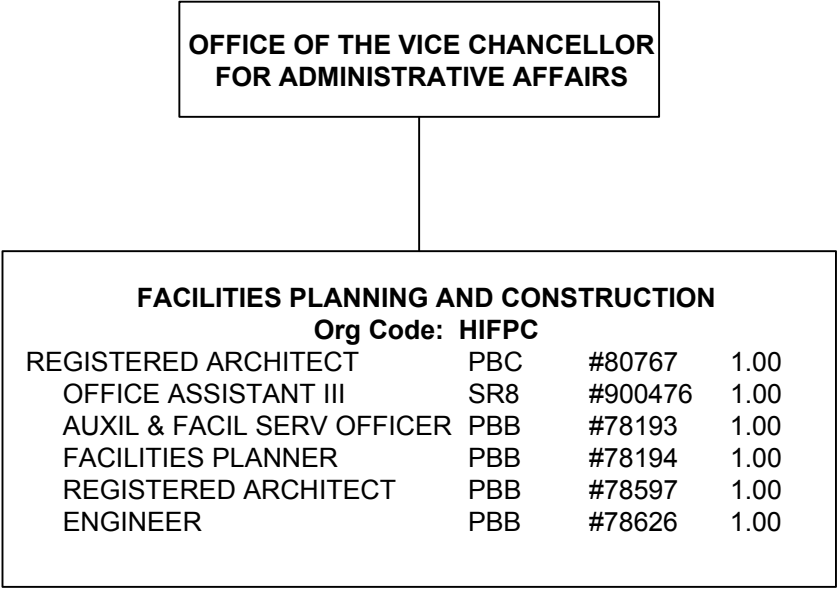 OFFICE OF THE VICE CHANCELLOR
FOR ADMINISTRATIVE AFFAIRS
FACILITIES PLANNING AND CONSTRUCTION
Org Code: HIFPC
REGISTERED ARCHITECT PBC #80767 1.00
OFFICE ASSISTANT III SR8 #900476 1.00
AUXIL & FACIL SERV OFFICER PBB #78193 1.00
FACILITIES PLANNER PBB #78194 1.00
REGISTERED ARCHITECT PBB #78597 1.00
ENGINEER PBB #78626 1.00